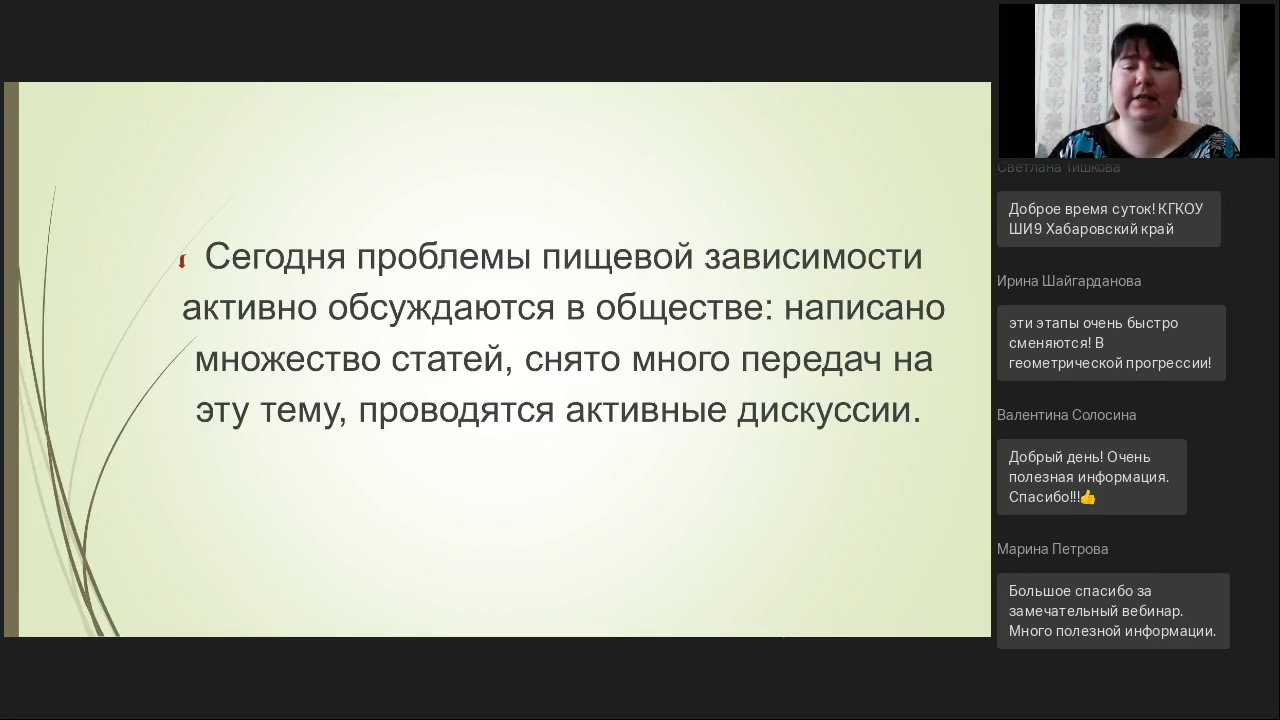 Сегодня проблемы пищевой зависимости
активно обсуждаются в обществе: написано
множество статей, снято много передач на
эту тему, проводятся активные дискуссии.
Светлана Тишкова
Доброе время суток! КГКОУ
ШИ9 Хабаровский край
Ирина Шайгарданова
эти этапы очень быстро
сменяются! В
геометрической прогрессии!
Валентина Солосина
Добрый день! Очень
полезная информация.
Спасибо!!!👍
Марина Петрова
Большое спасибо за
замечательный вебинар.
Много полезной информации.